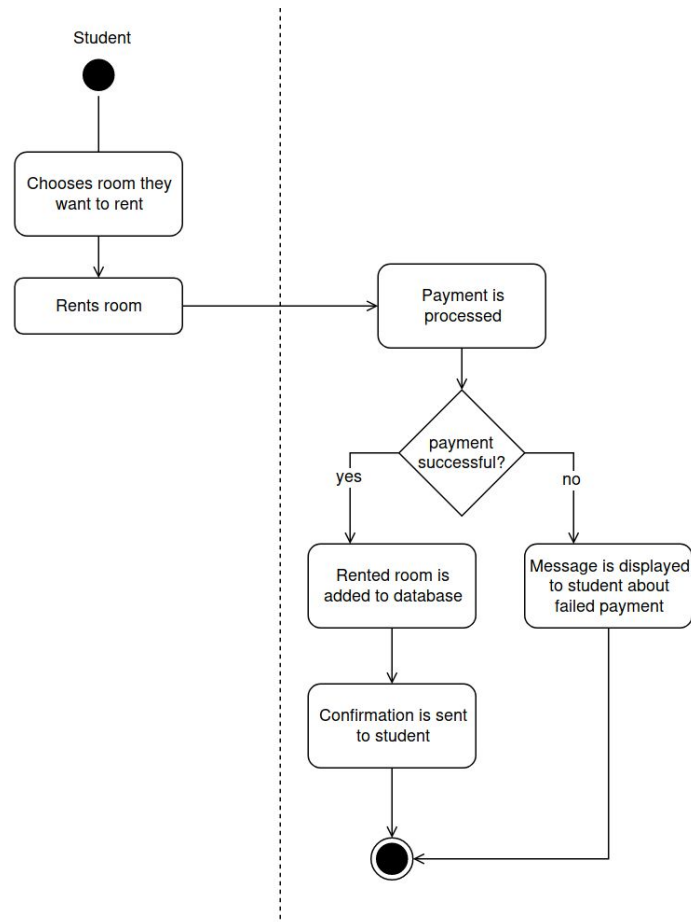 Student
Chooses room they
want to rent
Rents room
Payment is
processed
payment
successful?
yes
no
Rented room is
added to database
Message is displayed
to student about
failed payment
Confirmation is sent
to student